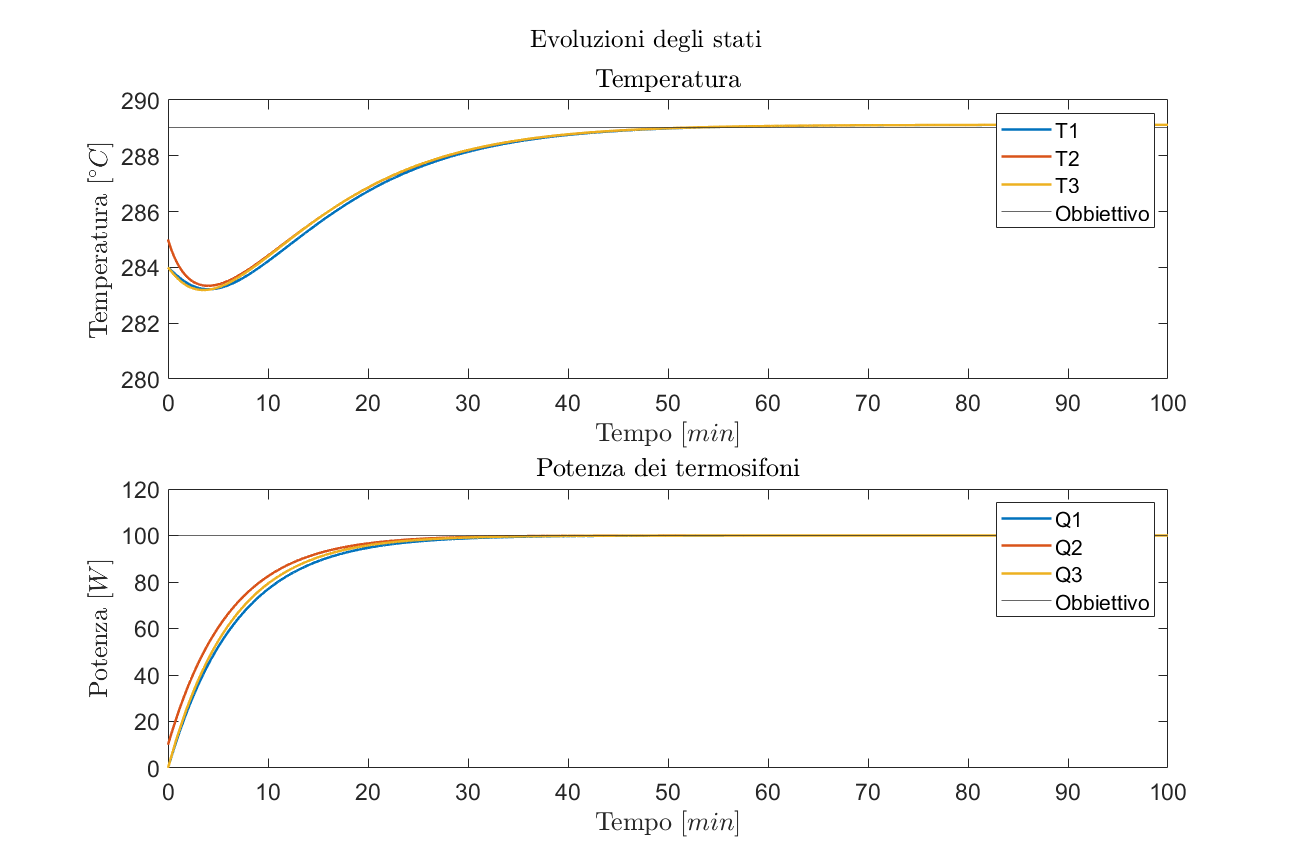 Evoluzioni degli stati
Temperatura
Temperatura [°C]
290
288
286
284
282
280
0 10 20 30 40 50 60 70 80 90 100
Tempo [min]
T1
T2
T3
Obbiettivo
Potenza dei termosifoni
Potenza [W]
120
100
80
60
40
20
0
0 10 20 30 40 50 60 70 80 90 100
Tempo [min]
Q1
Q2
Q3
Obbiettivo